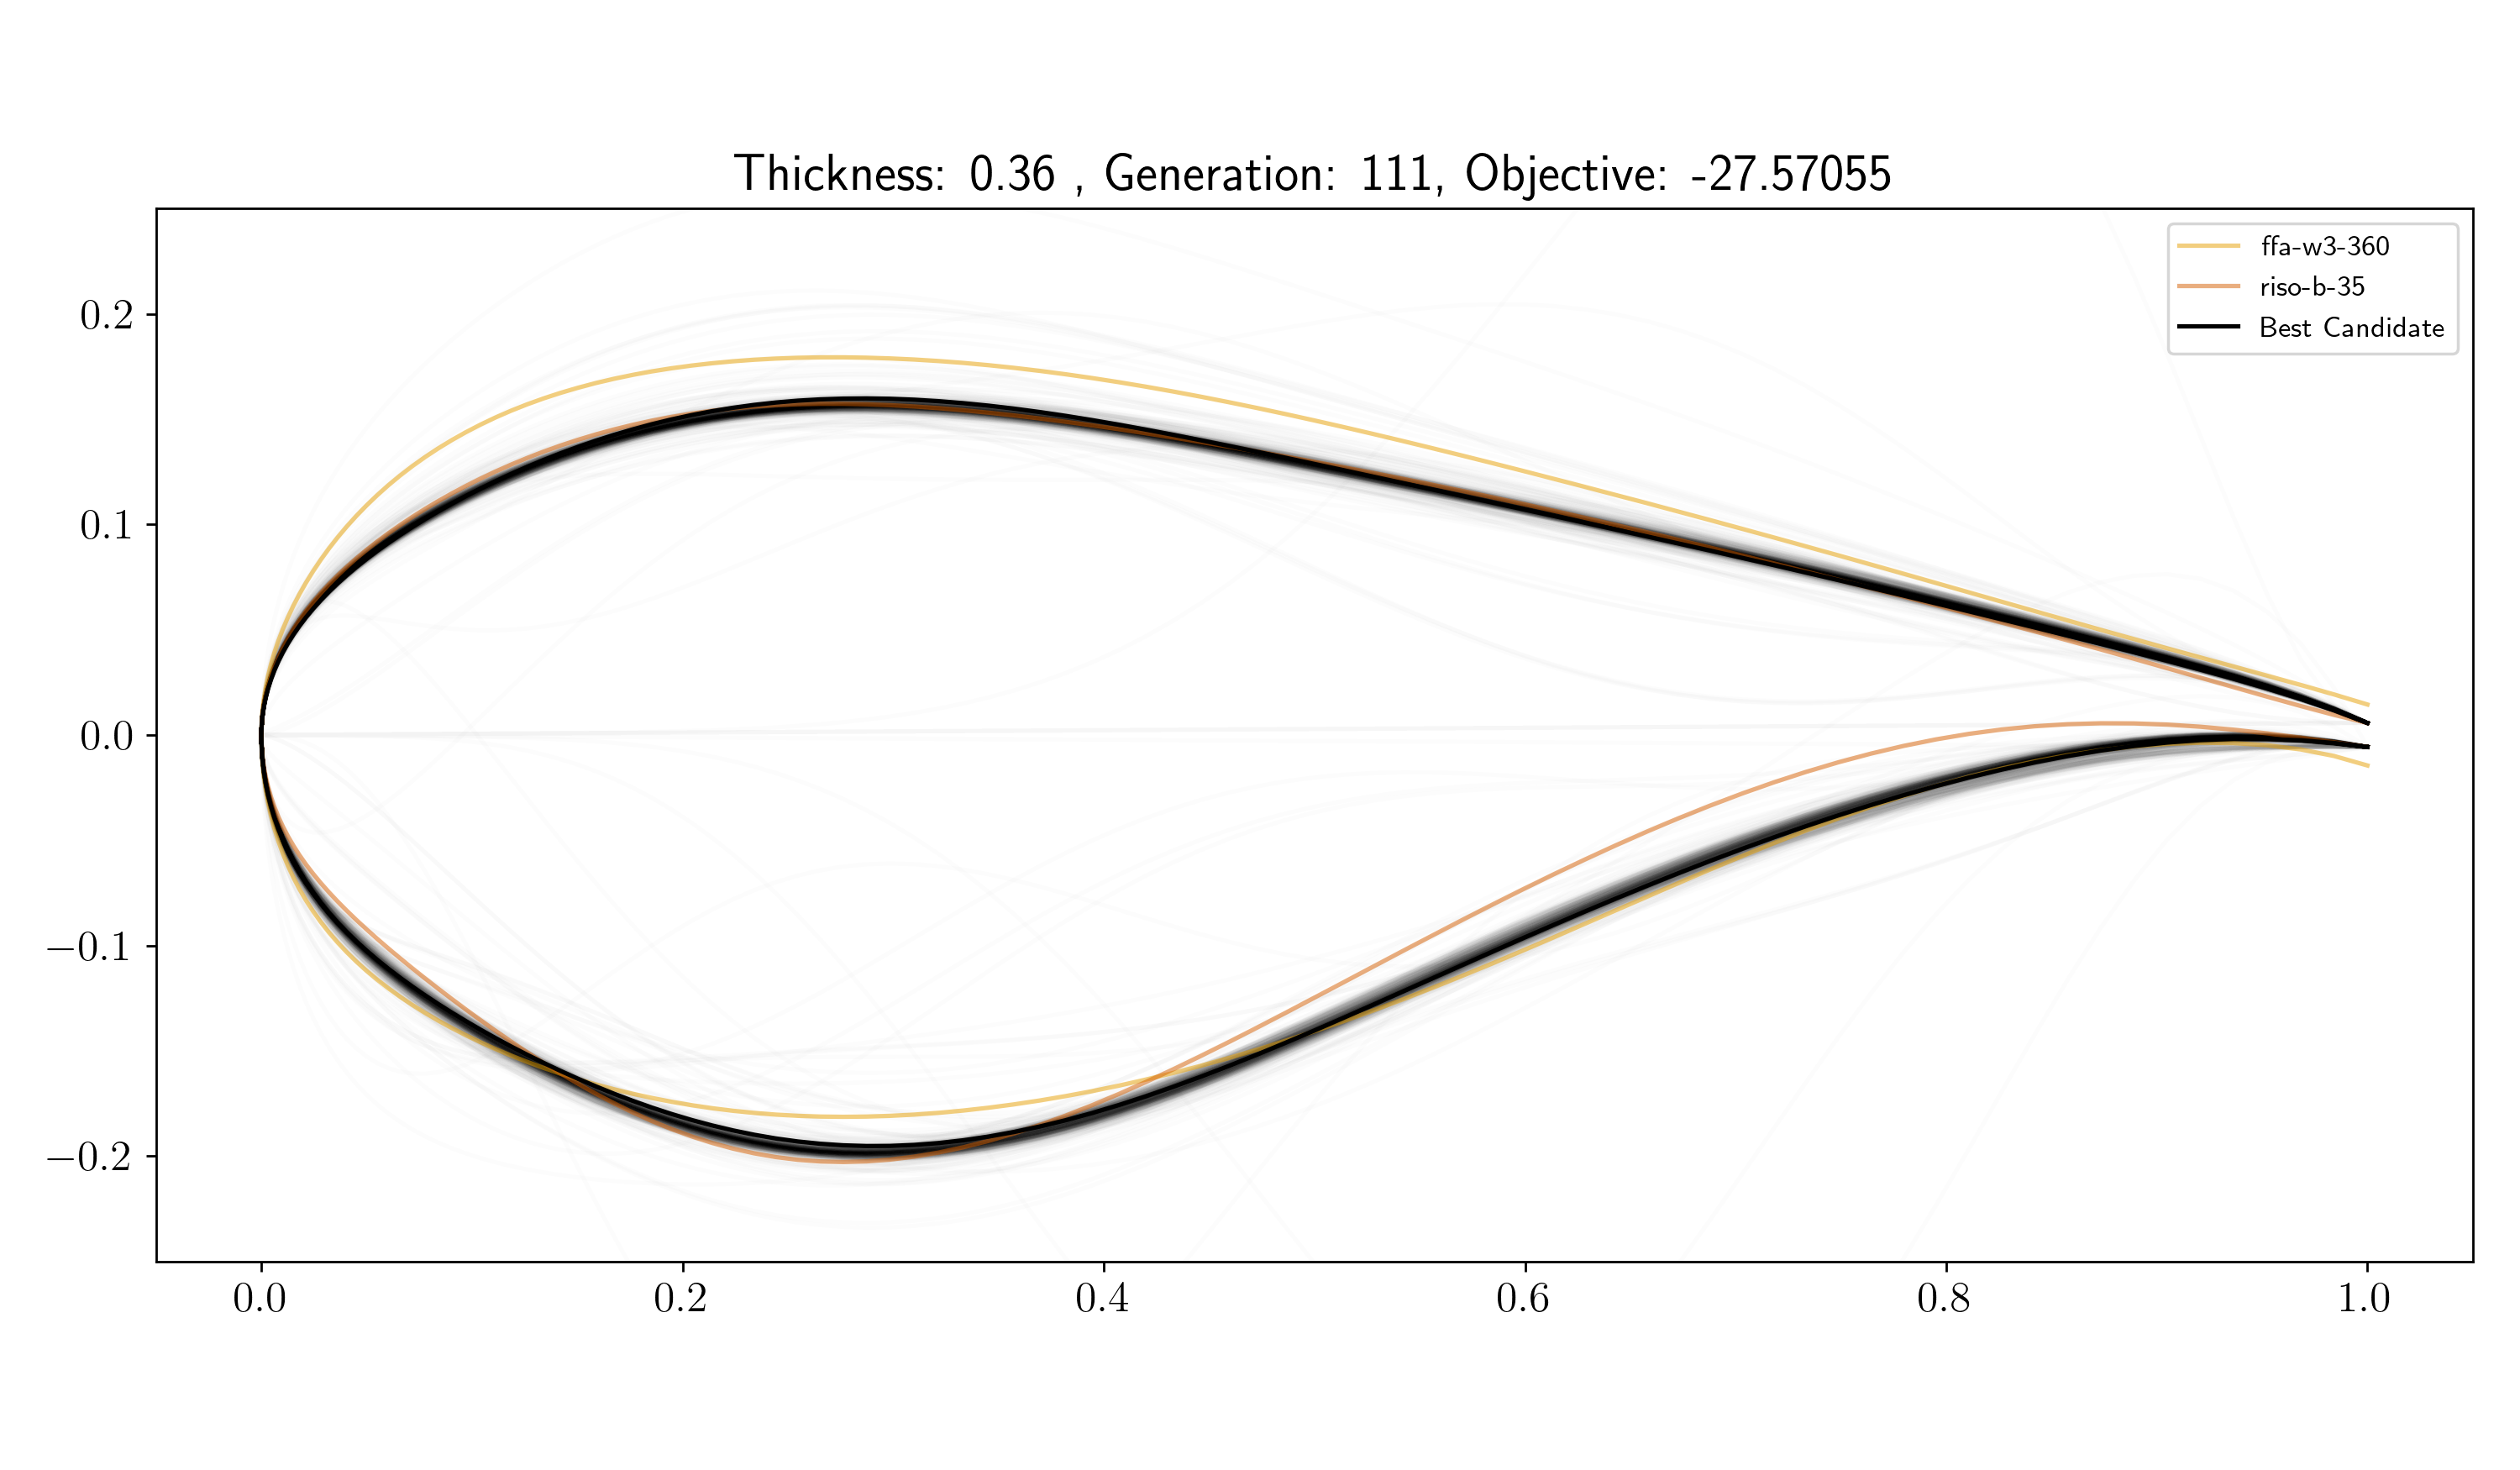 Thickness: 0.36 , Generation: 111, Objective: -27.57055
ffa-w3-360
riso-b-35
Best Candidate
0.2
0.1
0.0
−0.1
−0.2
0.0 0.2 0.4 0.6 0.8 1.0